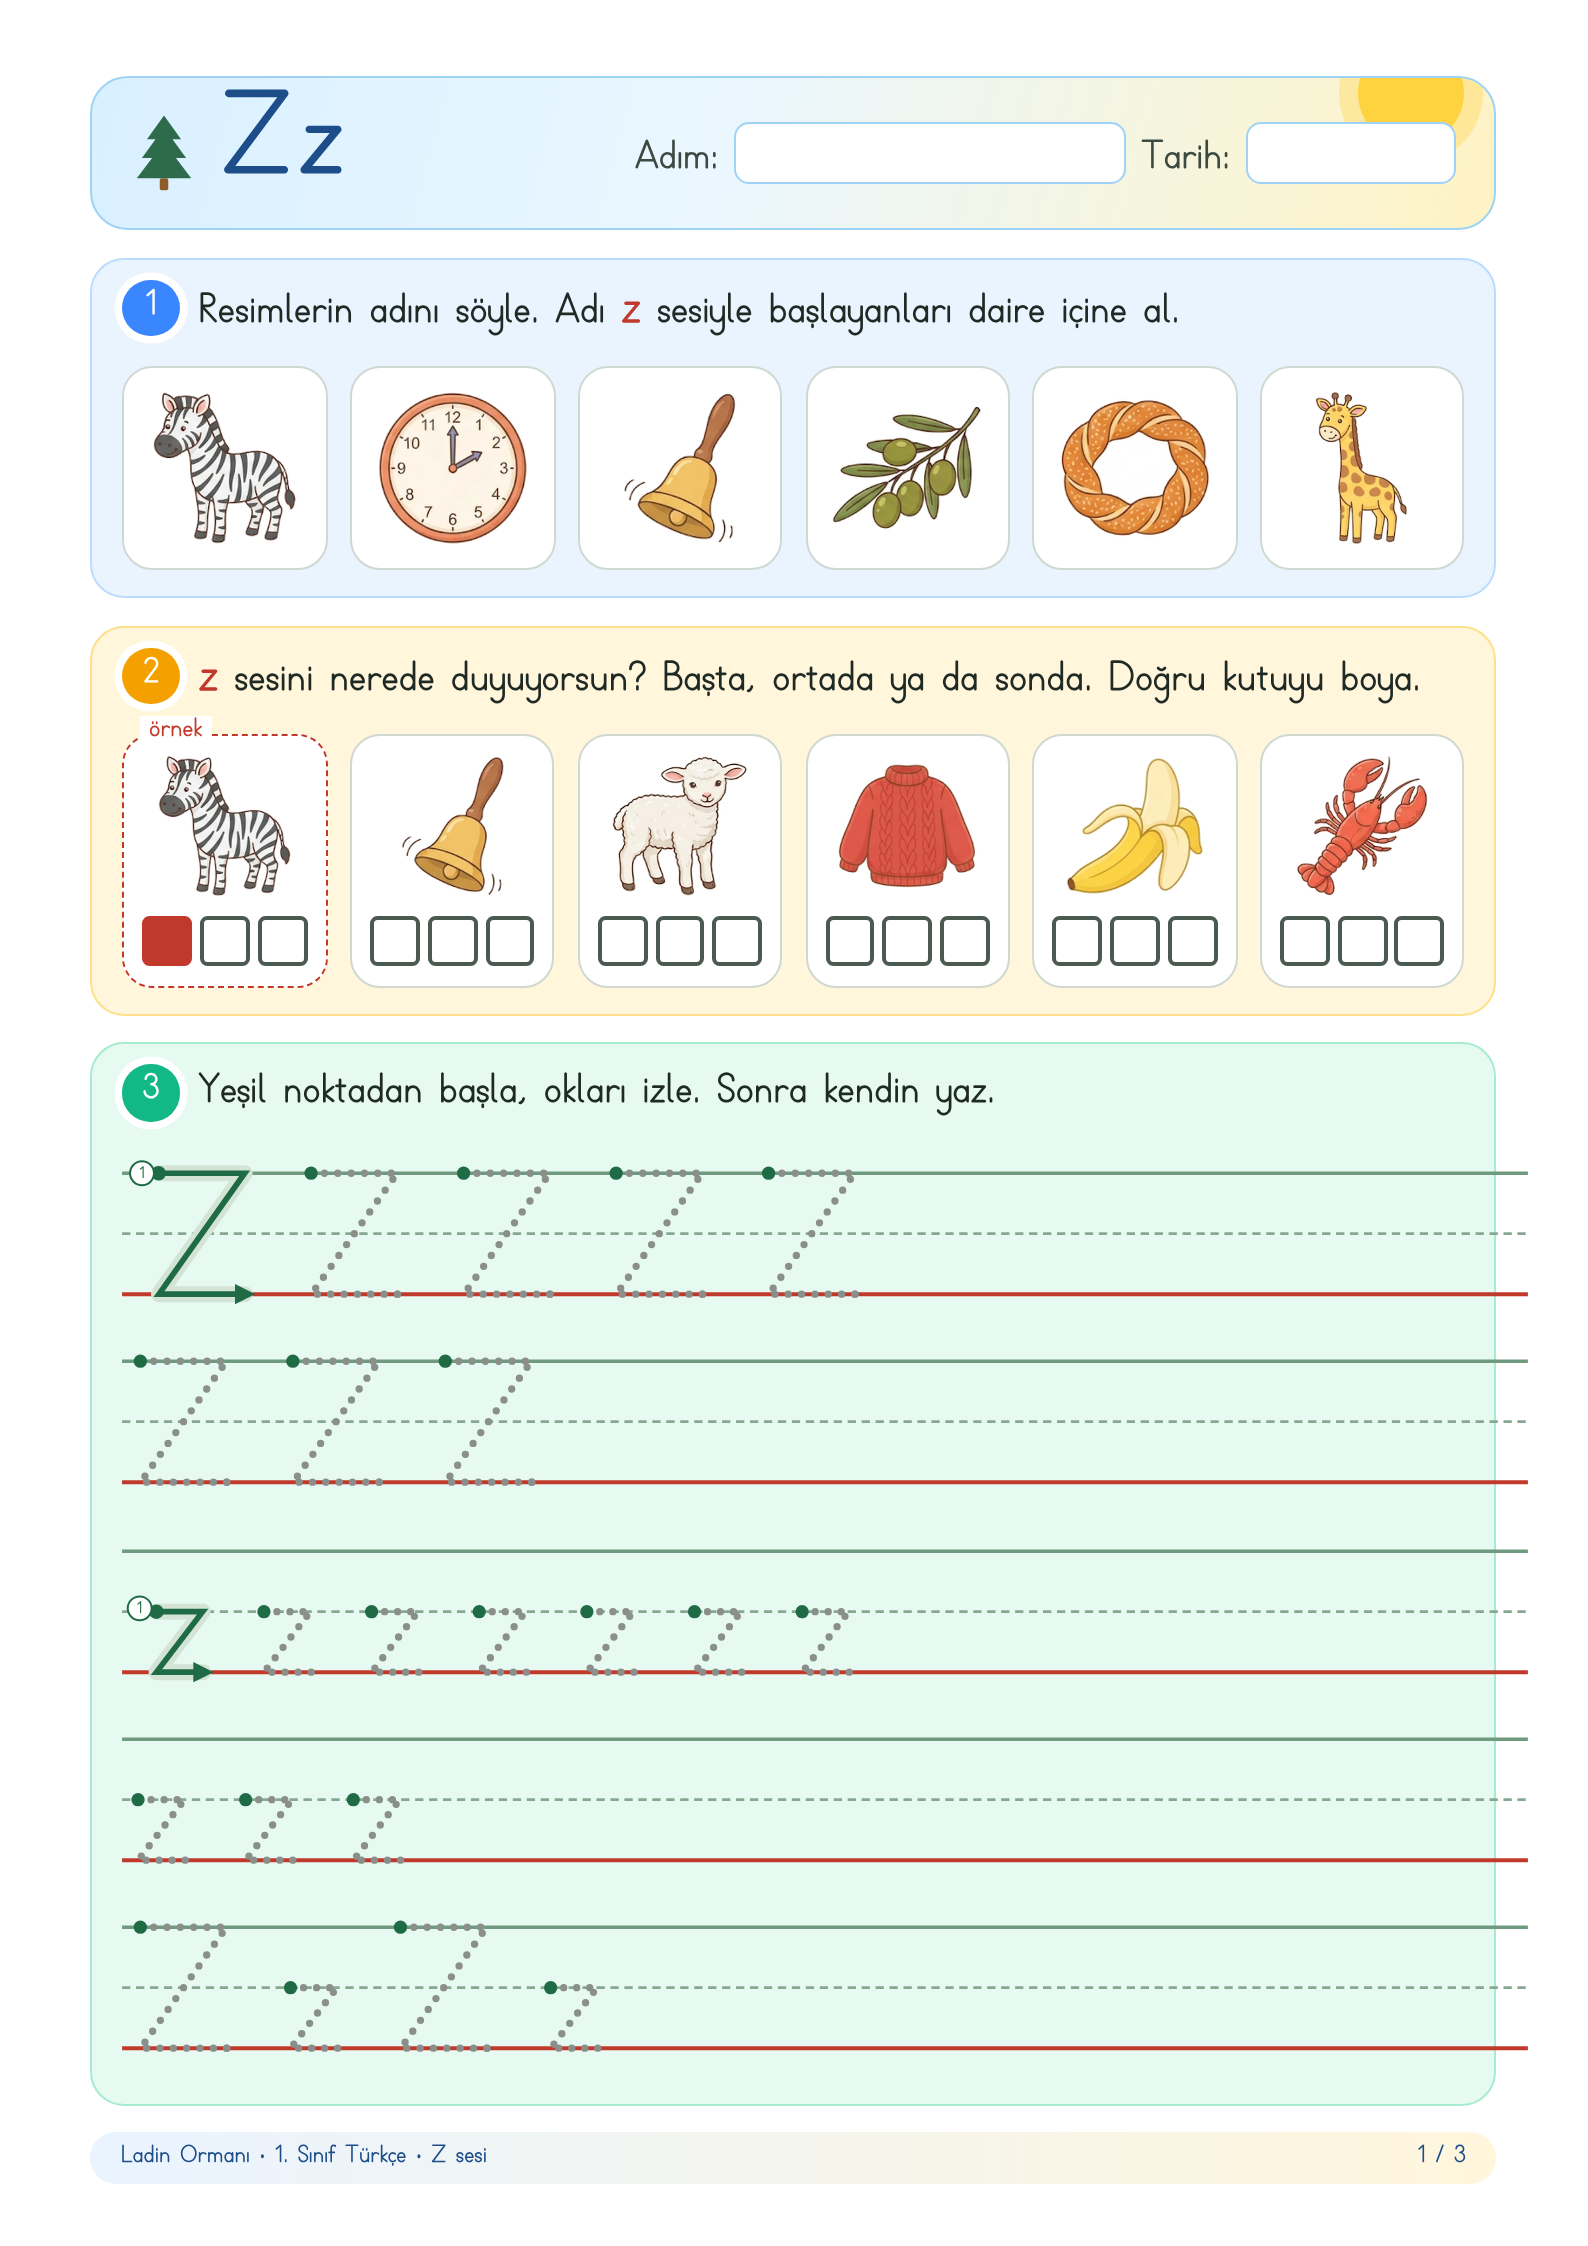 Zz
Adım:
Tarih:
1 Resimlerin adını söyle. Adı z sesiyle başlayanları daire içine al.
12
11 1
10 2
9 3
8 4
7 5
6
2 z sesini nerede duyuyorsun? Başta, ortada ya da sonda. Doğru kutuyu boya.
örnek
3 Yeşil noktadan başla, okları izle. Sonra kendin yaz.
1 Z Z Z Z Z
Z Z Z
1 z z z z z z z
z z z
Z z Z z
Ladin Ormanı • 1. Sınıf Türkçe • Z sesi
1 / 3